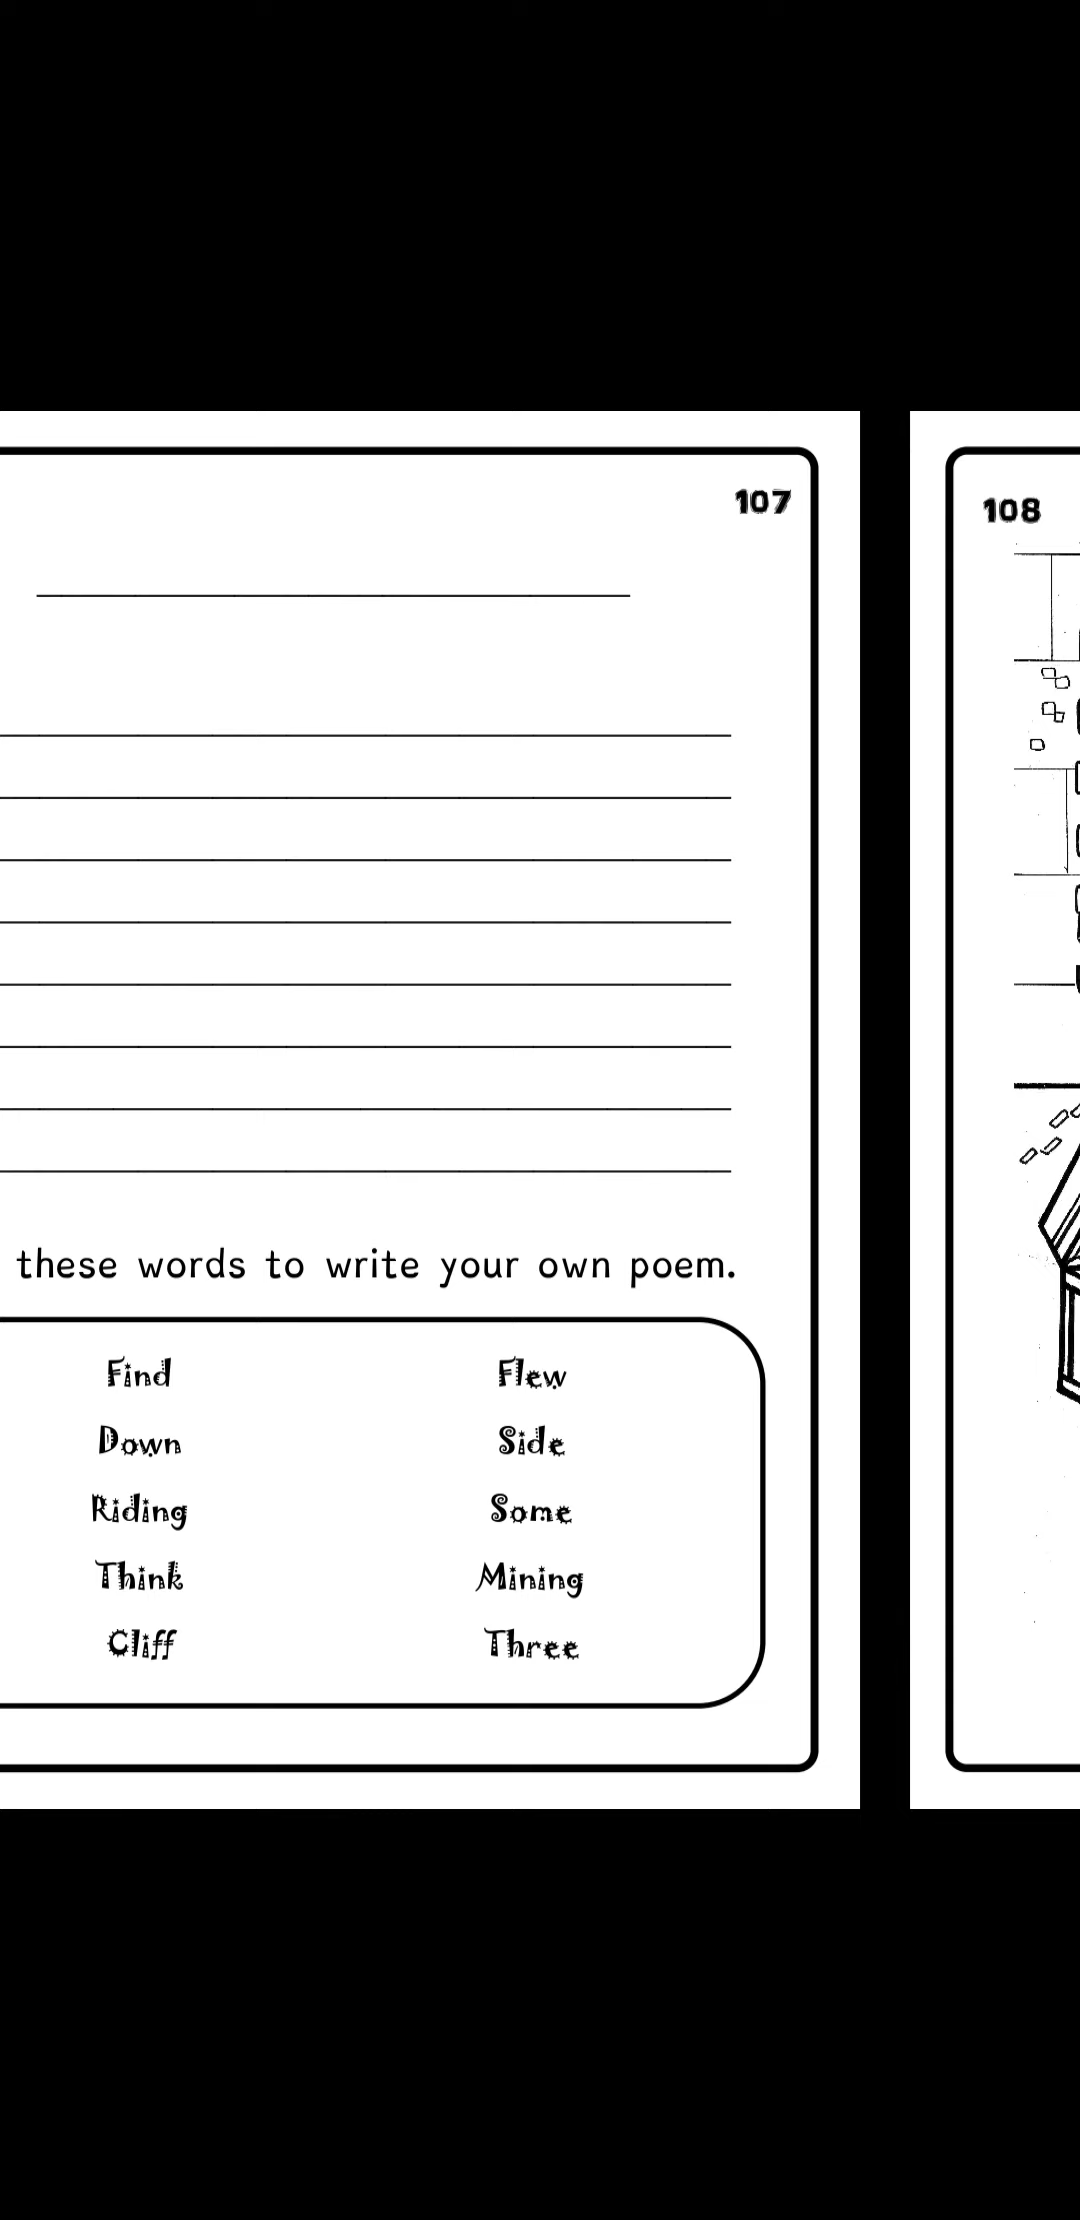 107
108
these words to write your own poem.
Find Flew
Down Side
Riding Some
Think Mining
Cliff Three